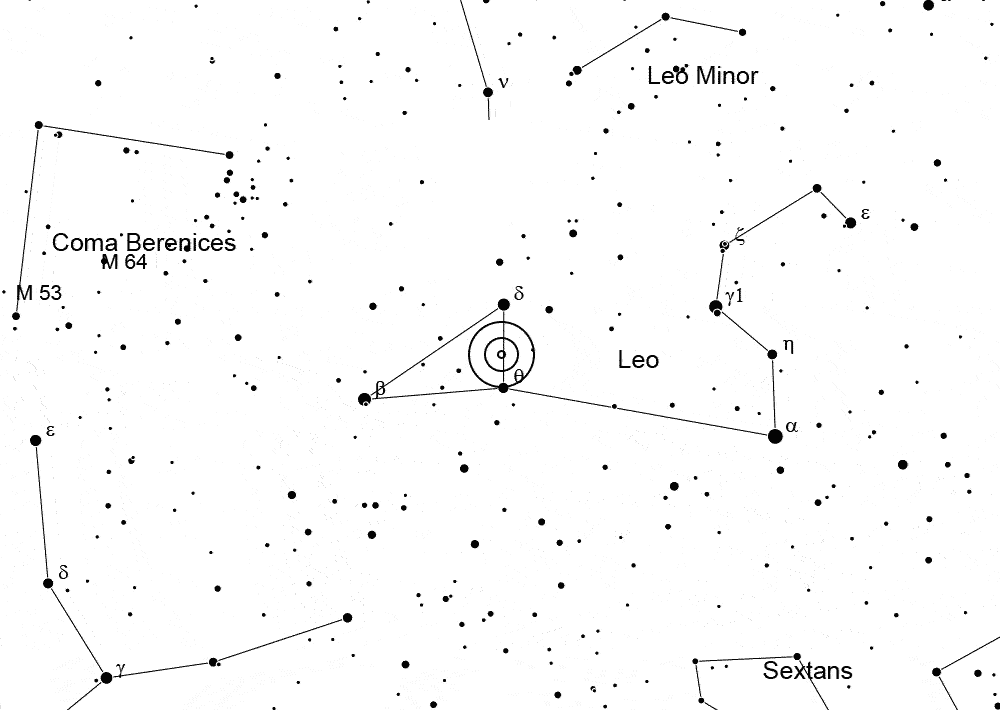 ν
Leo Minor
ε
ζ
Coma Berenices
M 64
M 53
δ
γ1
η
Leo
θ
β
α
ε
δ
γ
Sextans